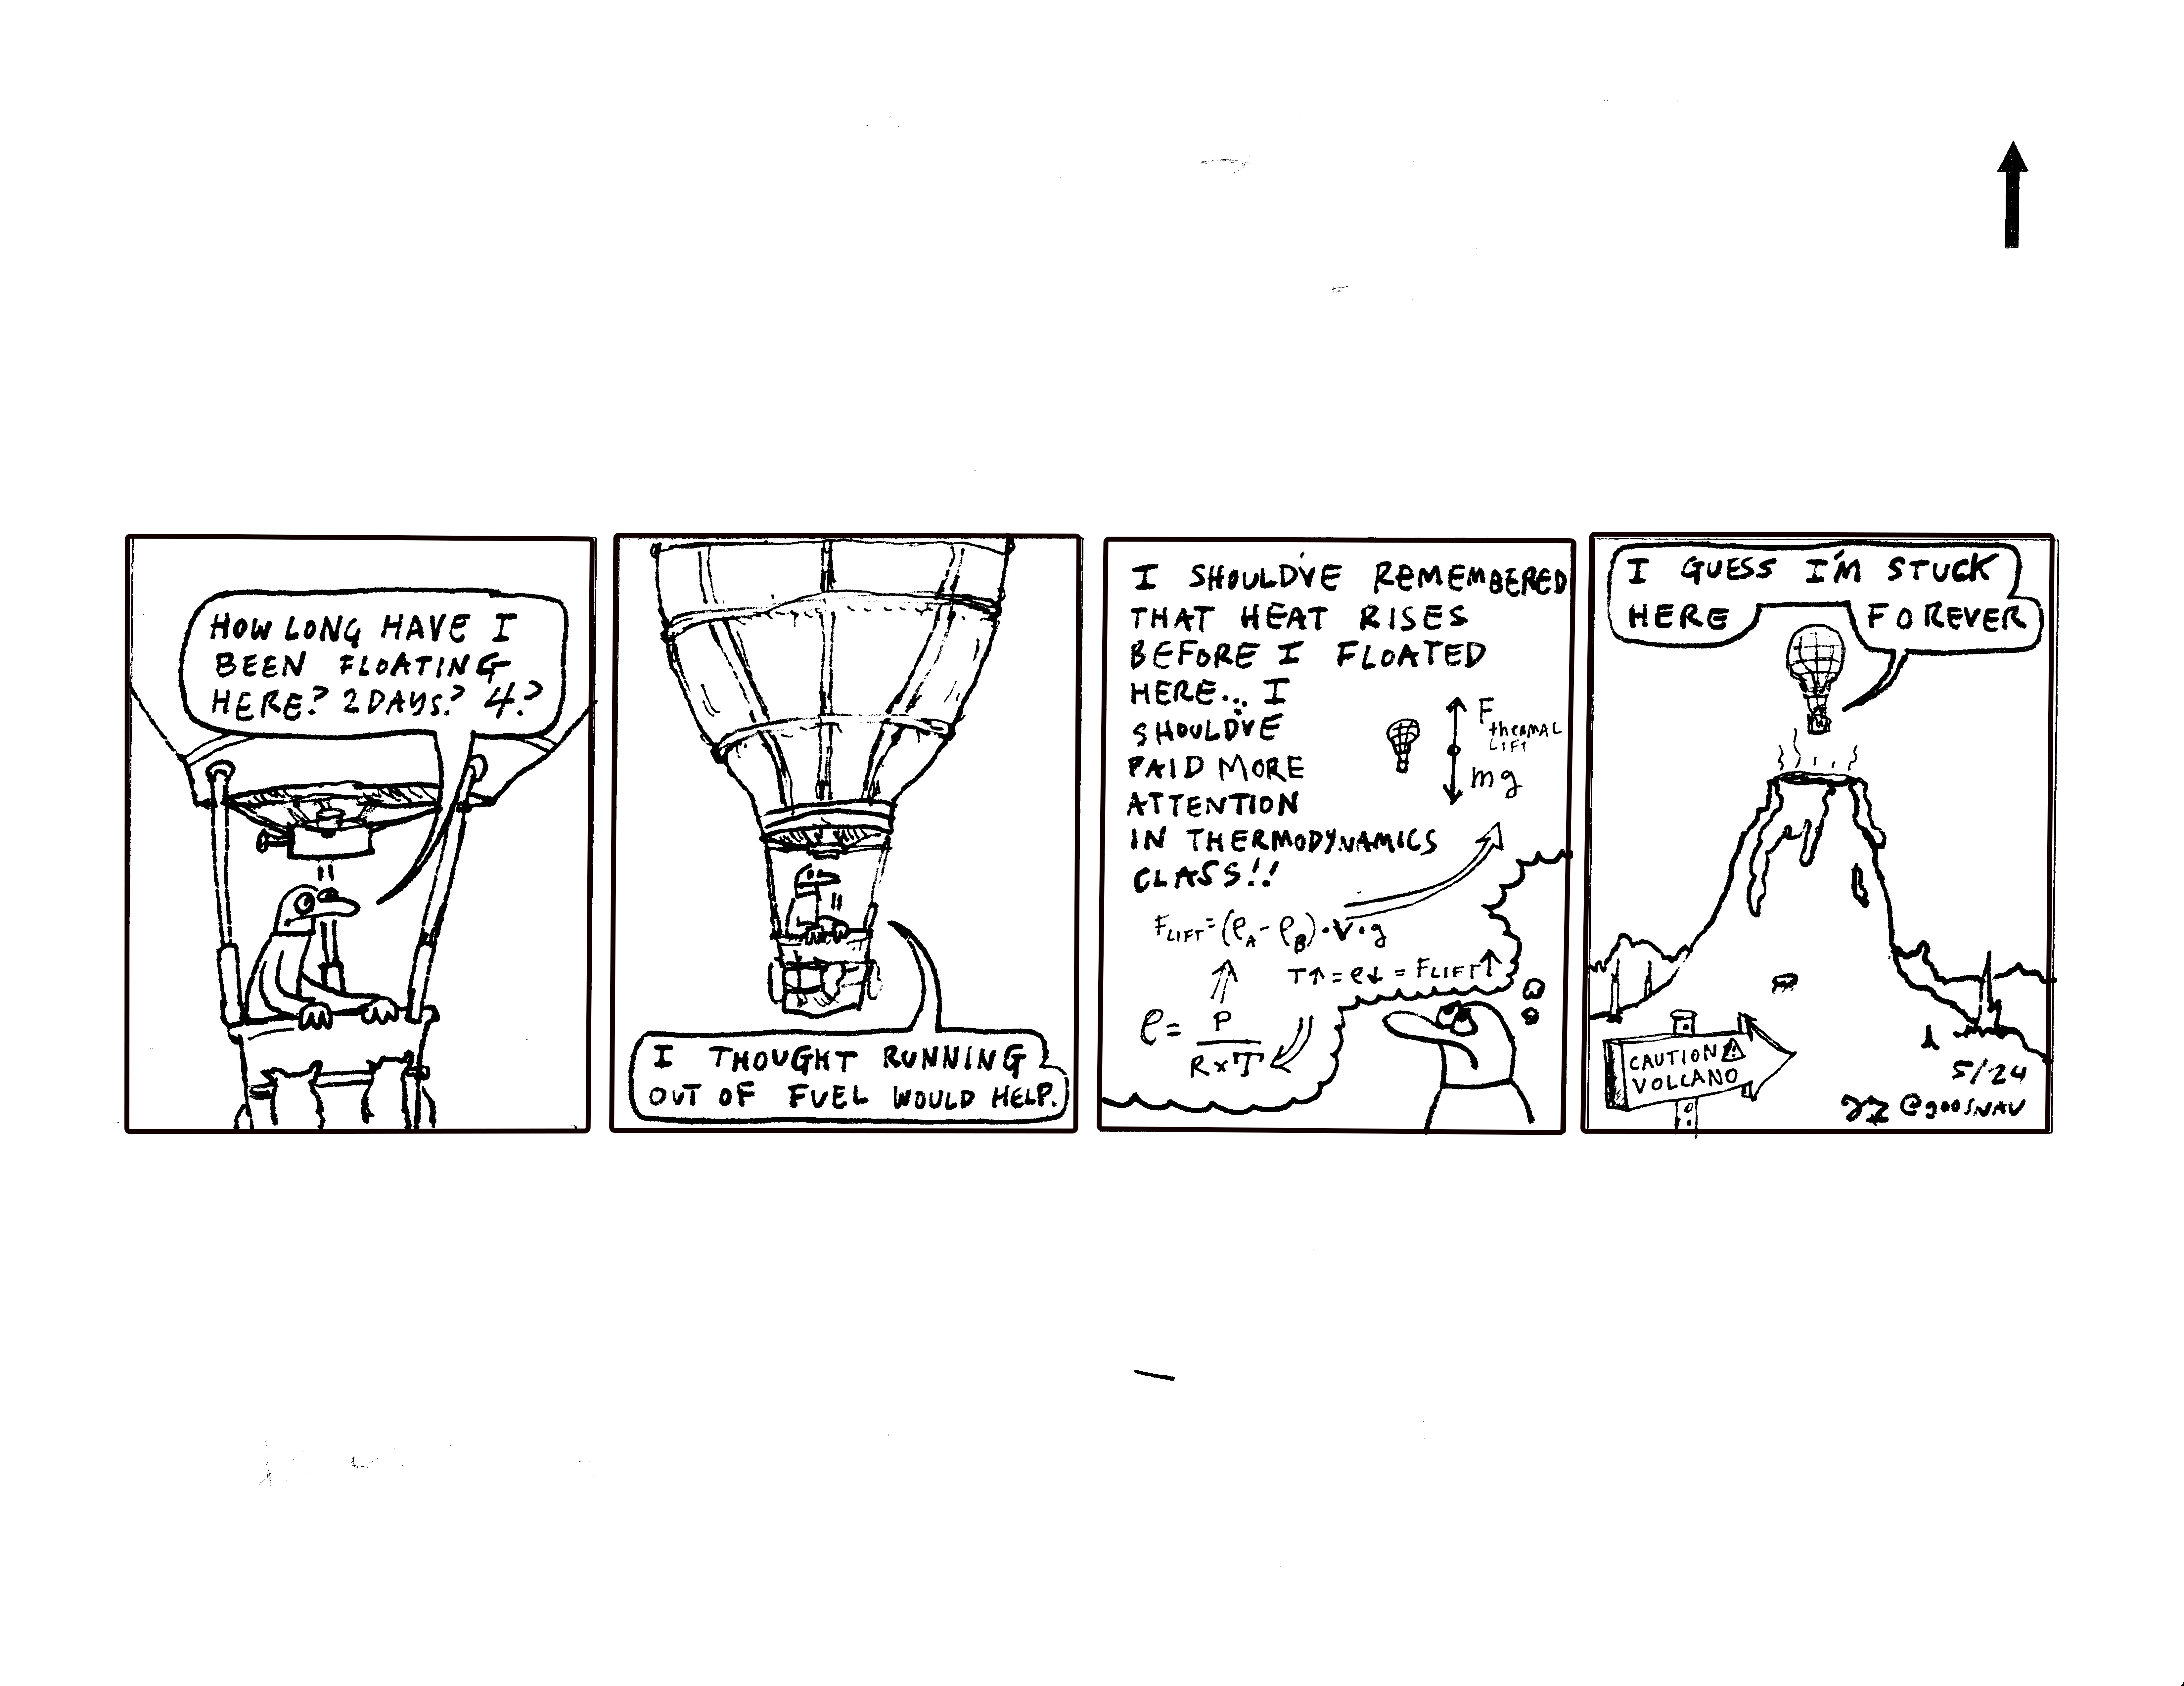 HOW LONG HAVE I
BEEN FLOATING
HERE? 2 DAYS? 4?
I THOUGHT RUNNING
OUT OF FUEL WOULD HELP.
I SHOULD'VE REMEMBERED
THAT HEAT RISES
BEFORE I FLOATED
HERE... I
SHOULD'VE
PAID MORE
ATTENTION
IN THERMODYNAMICS
CLASS!!
F thermal
LIFT
mg
F LIFT = (ρA - ρB)·V·g
T↑ = ρ↓ = FLIFT↑
ρ = P
R×T
I GUESS I'M STUCK
HERE FOREVER
CAUTION ⚠
VOLCANO
5/24
@goosnav